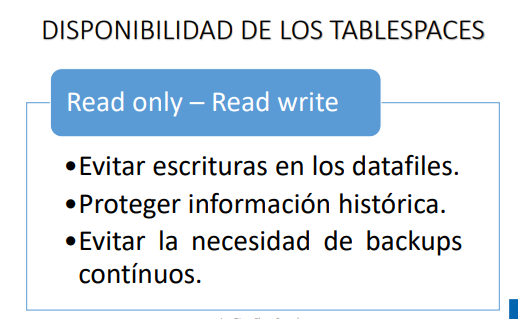 DISPONIBILIDAD DE LOS TABLESPACES
Read only – Read write
•Evitar escrituras en los datafiles.
•Proteger información histórica.
•Evitar la necesidad de backups
contínuos.